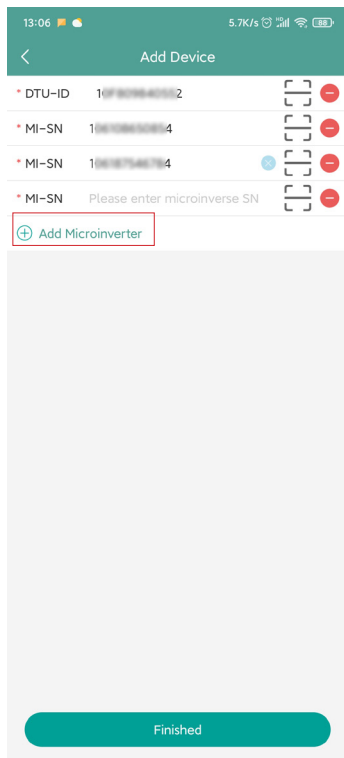 13:06 5.7K/s 88
Add Device
* DTU-ID
* MI-SN
* MI-SN
* MI-SN Please enter microinverse SN
Add Microinverter
Finished